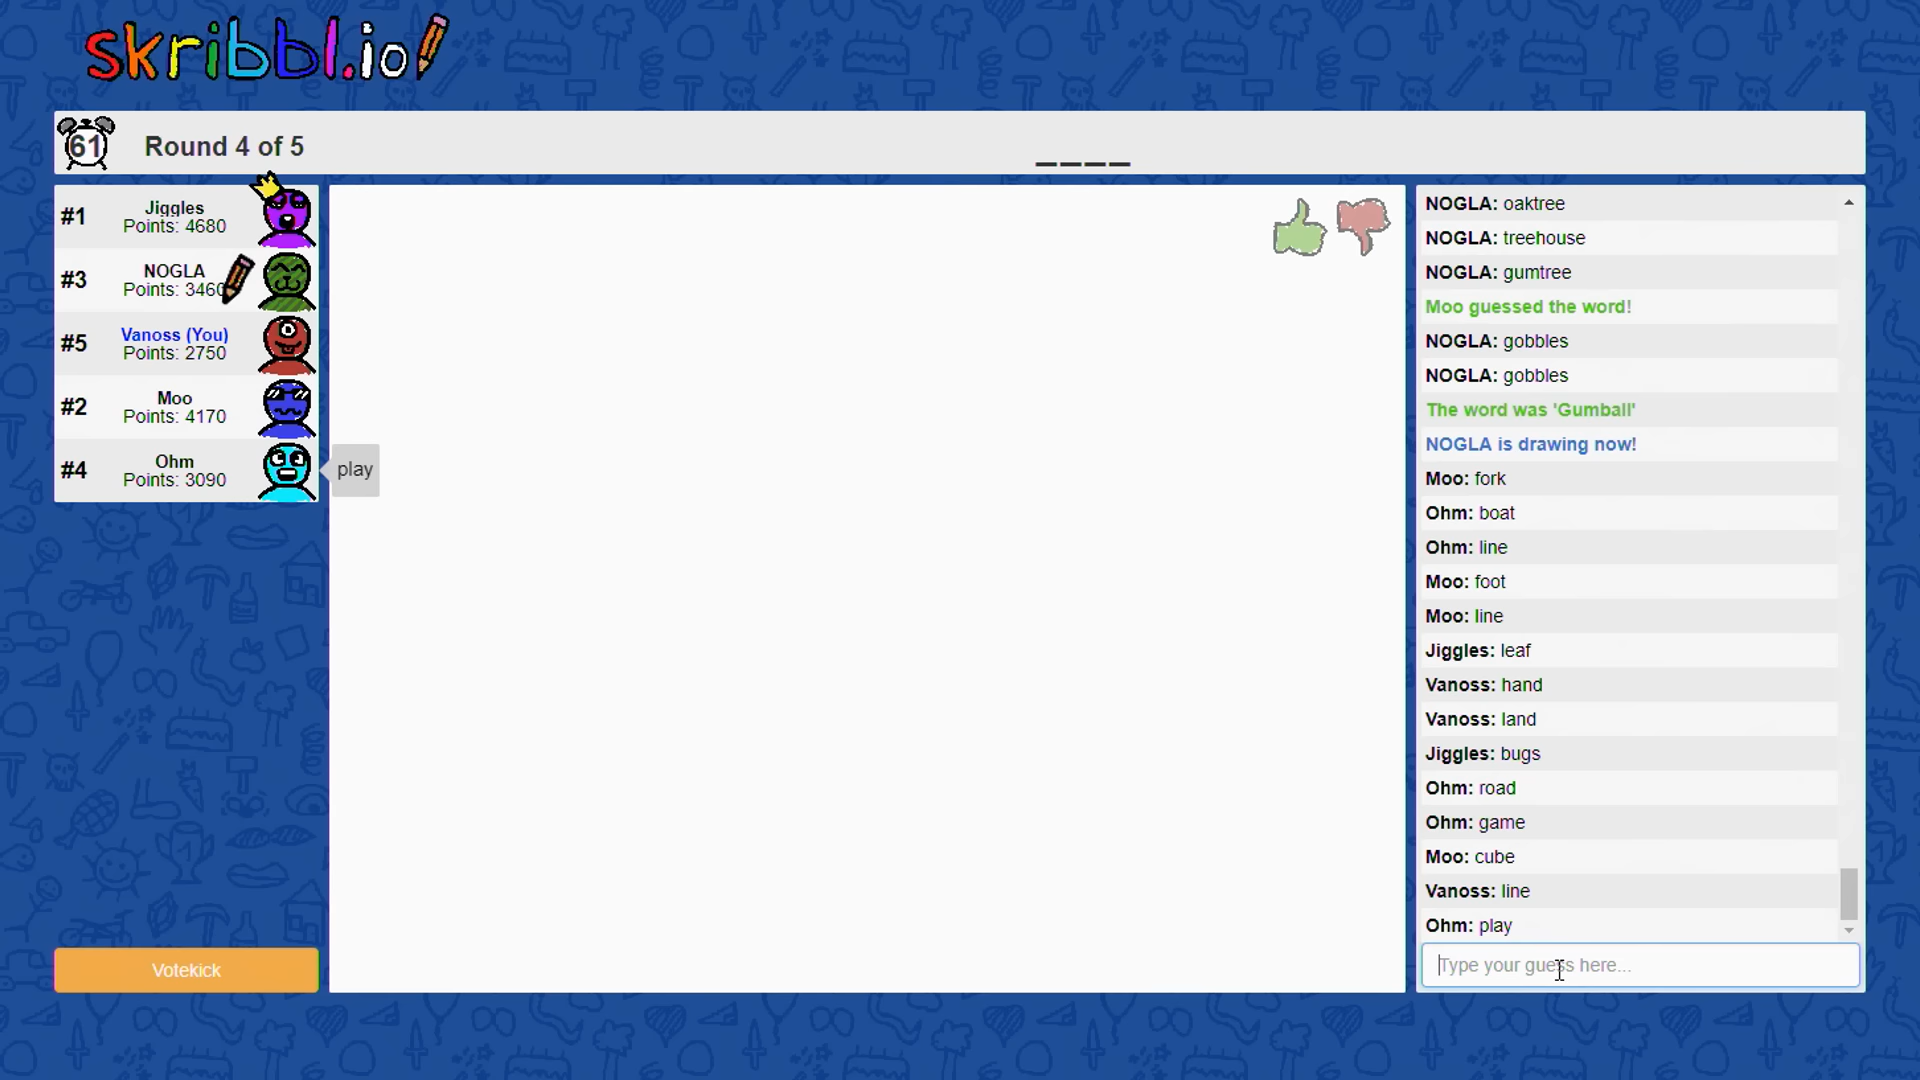 skribbl.io
61 Round 4 of 5
_ _ _ _
#1 Jiggles
Points: 4680
#3 NOGLA
Points: 3460
#5 Vanoss (You)
Points: 2750
#2 Moo
Points: 4170
#4 Ohm
Points: 3090
play
Votekick
NOGLA: oaktree
NOGLA: treehouse
NOGLA: gumtree
Moo guessed the word!
NOGLA: gobbles
NOGLA: gobbles
The word was 'Gumball'
NOGLA is drawing now!
Moo: fork
Ohm: boat
Ohm: line
Moo: foot
Moo: line
Jiggles: leaf
Vanoss: hand
Vanoss: land
Jiggles: bugs
Ohm: road
Ohm: game
Moo: cube
Vanoss: line
Ohm: play
Type your guess here...